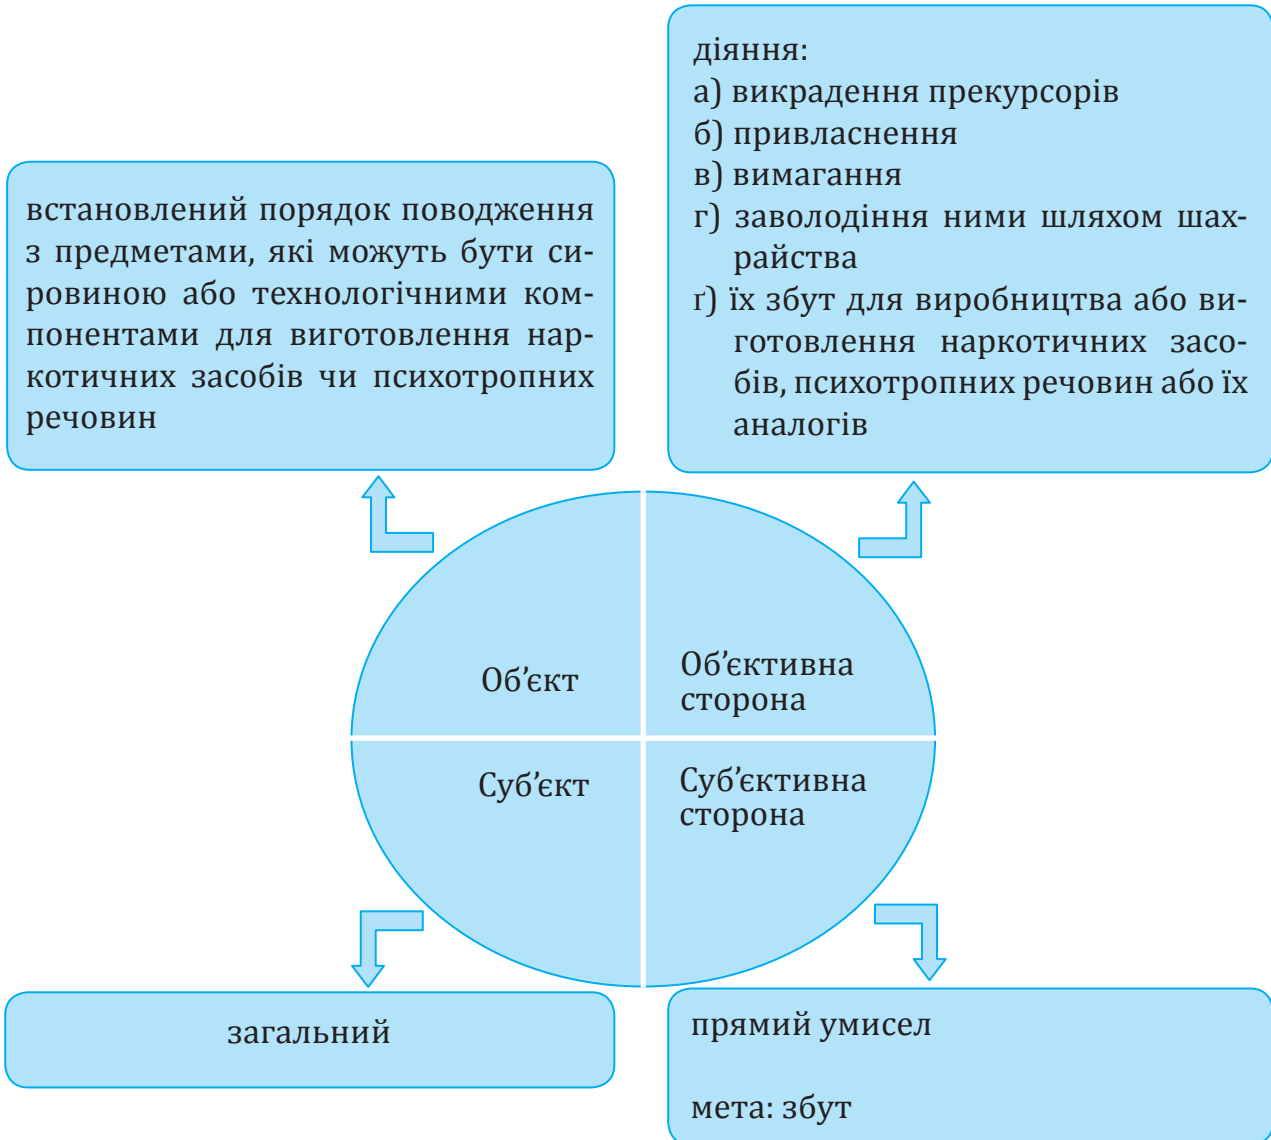 діяння:
а) викрадення прекурсорів
б) привласнення
в) вимагання
г) заволодіння ними шляхом шах-
райства
ґ) їх збут для виробництва або ви-
готовлення наркотичних засо-
бів, психотропних речовин або їх
аналогів
встановлений порядок поводження
з предметами, які можуть бути си-
ровиною або технологічними ком-
понентами для виготовлення нар-
котичних засобів чи психотропних
речовин
Об’єкт
Об’єктивна
сторона
Суб’єкт
Суб’єктивна
сторона
загальний
прямий умисел
мета: збут